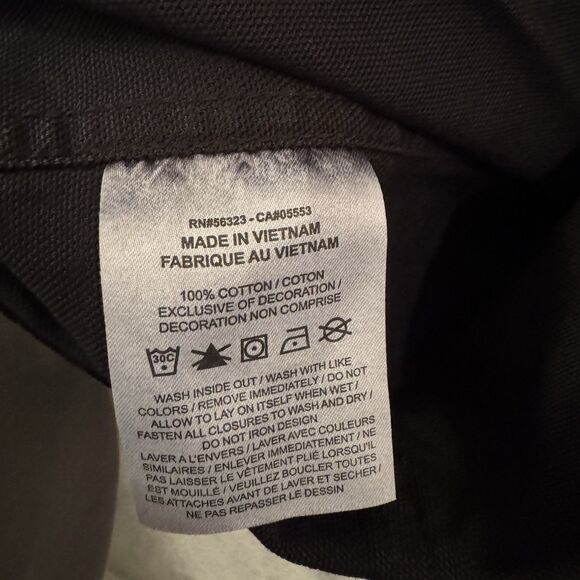 RN#56323 - CA#05553
MADE IN VIETNAM
FABRIQUE AU VIETNAM
100% COTTON / COTON
EXCLUSIVE OF DECORATION /
DECORATION NON COMPRISE
30C
WASH INSIDE OUT / WASH WITH LIKE
COLORS / REMOVE IMMEDIATELY / DO NOT
ALLOW TO LAY ON ITSELF WHEN WET /
FASTEN ALL CLOSURES TO WASH AND DRY /
DO NOT IRON DESIGN
LAVER A L'ENVERS / LAVER AVEC COULEURS
SIMILAIRES / ENLEVER IMMEDIATEMENT / NE
PAS LAISSER LE VÊTEMENT PLIÉ LORSQU'IL
EST MOUILLÉ / VEUILLEZ BOUCLER TOUTES
LES ATTACHES AVANT DE LAVER ET SECHER /
NE PAS REPASSER LE DESSIN